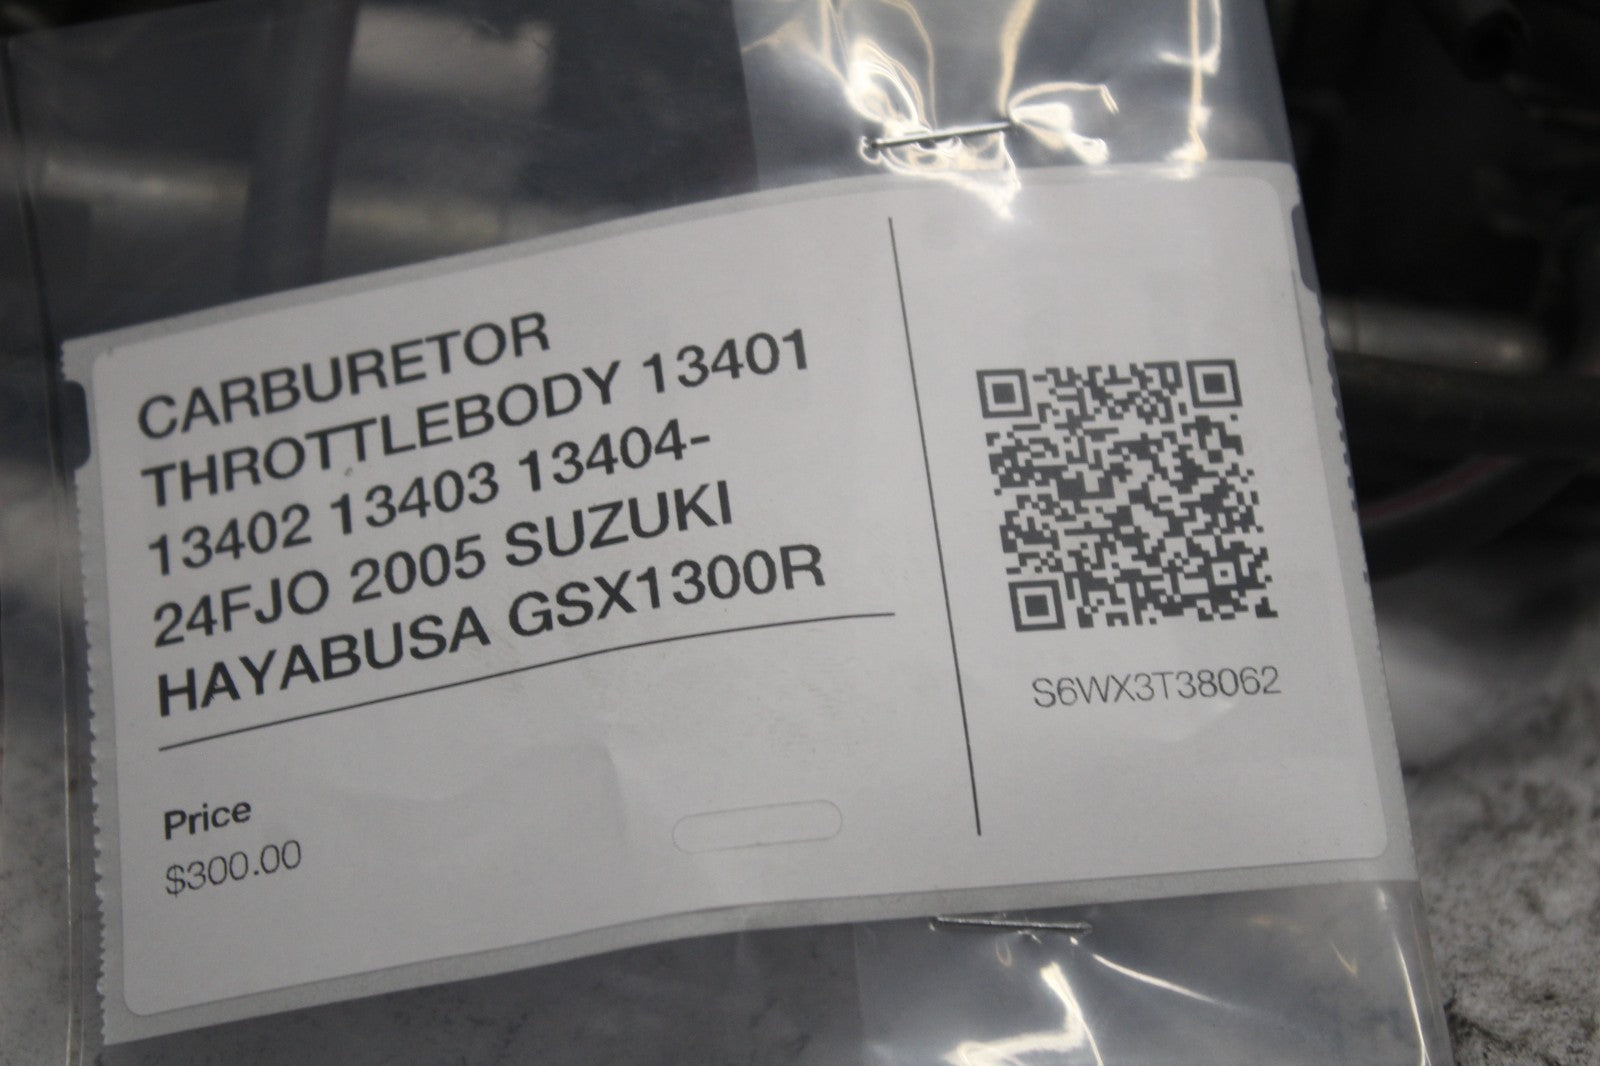 CARBURETOR
THROTTLEBODY 13401
13402 13403 13404-
24FJO 2005 SUZUKI
HAYABUSA GSX1300R
Price
$300.00
S6WX3T38062